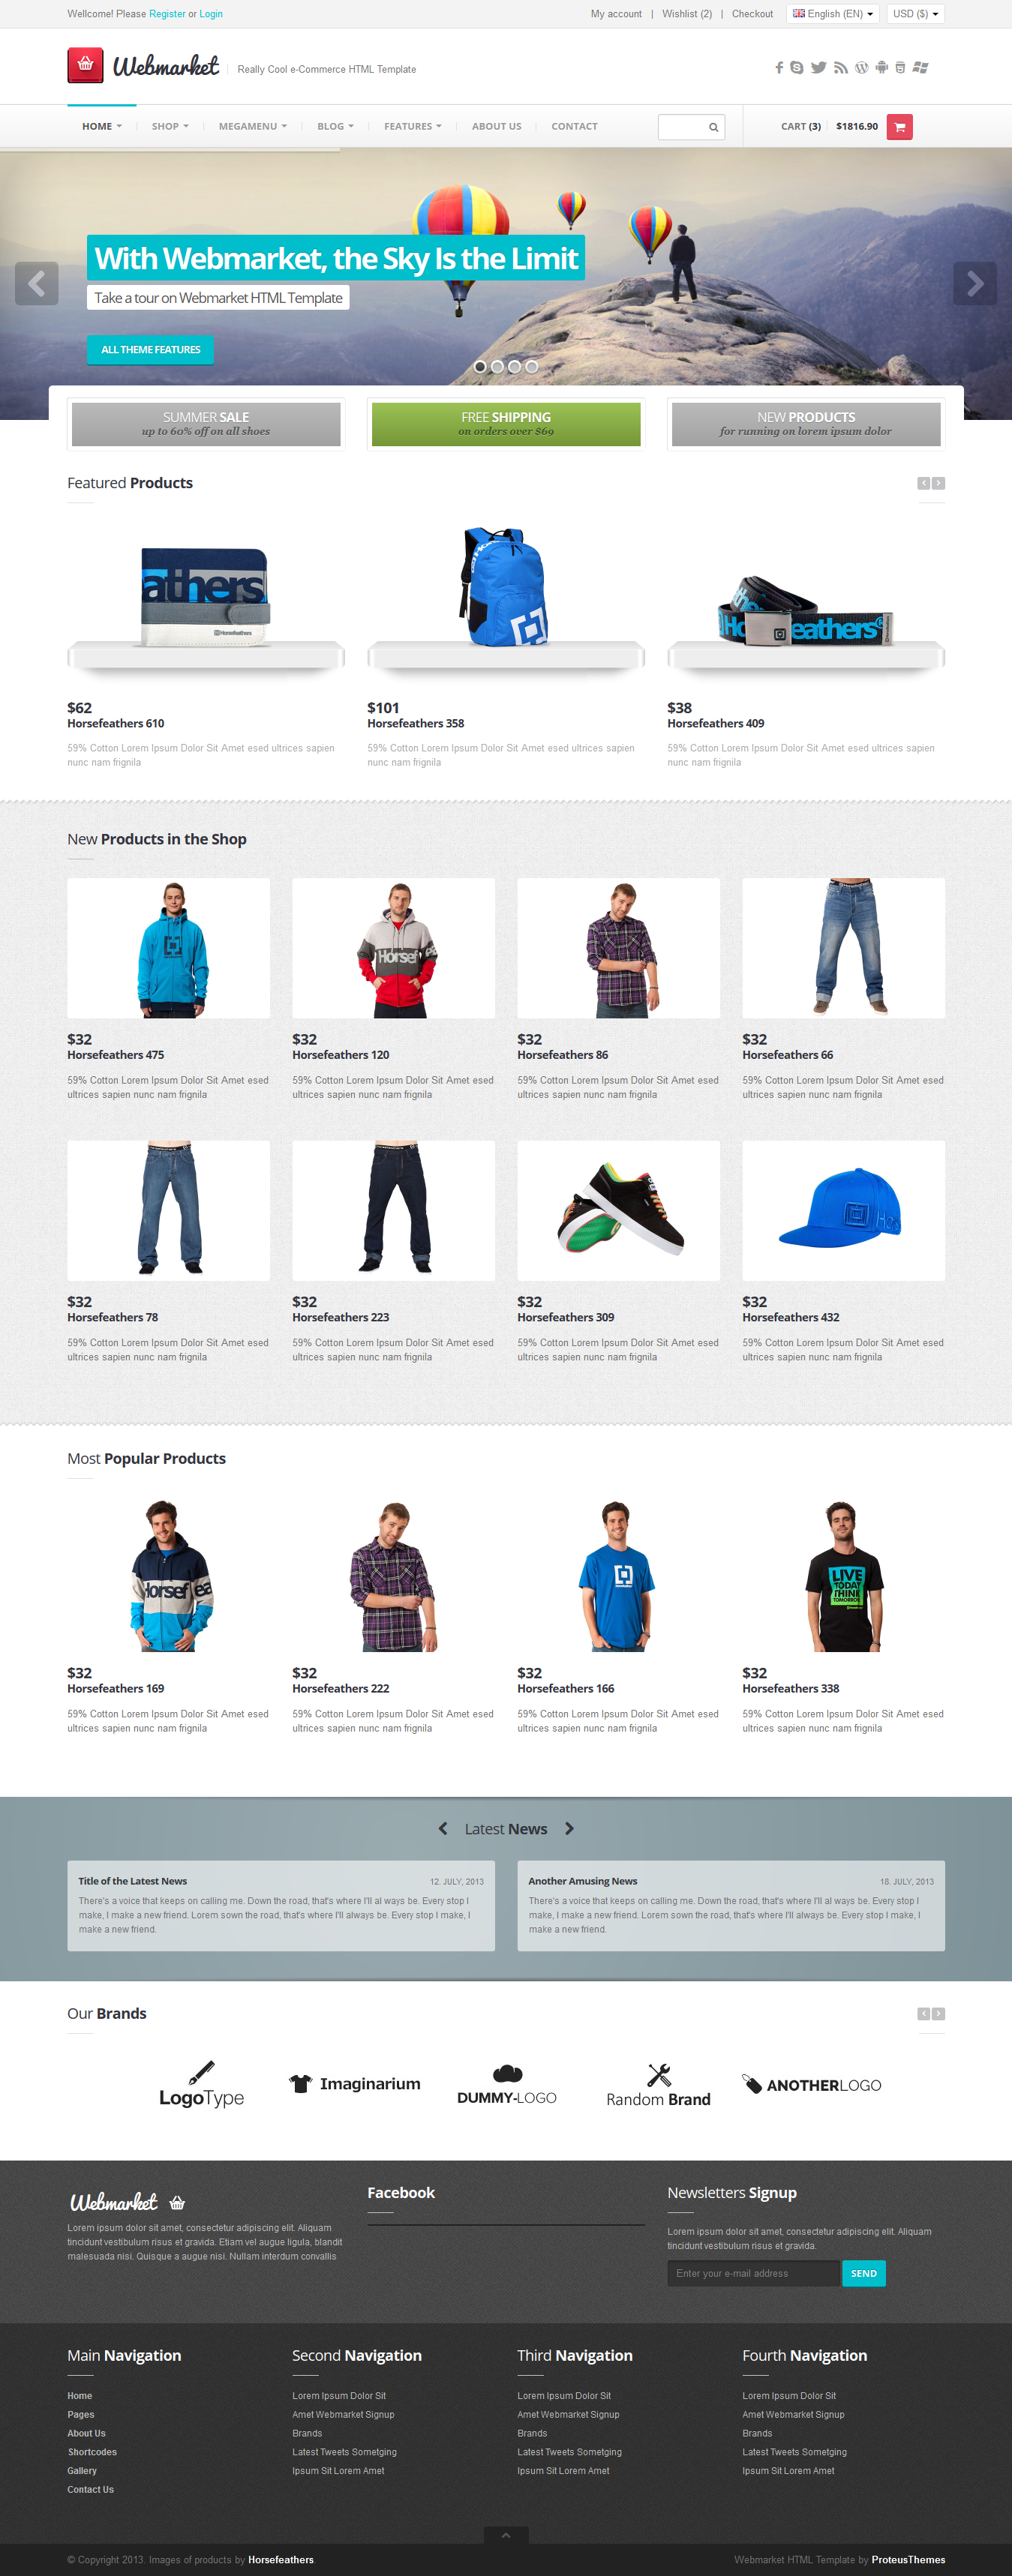 Wellcome! Please Register or Login
My account | Wishlist (2) | Checkout English (EN) USD ($)
Webmarket Really Cool e-Commerce HTML Template
HOME SHOP MEGAMENU BLOG FEATURES ABOUT US CONTACT CART (3) $1816.90
With Webmarket, the Sky Is the Limit
Take a tour on Webmarket HTML Template
ALL THEME FEATURES
SUMMER SALE
up to 60% off on all shoes
FREE SHIPPING
on orders over $69
NEW PRODUCTS
for running on lorem ipsum dolor
Featured Products
athers
Horsefeathers
Ho
Ho eathers
$62
Horsefeathers 610
59% Cotton Lorem Ipsum Dolor Sit Amet esed ultrices sapien
nunc nam frignila
$101
Horsefeathers 358
59% Cotton Lorem Ipsum Dolor Sit Amet esed ultrices sapien
nunc nam frignila
$38
Horsefeathers 409
59% Cotton Lorem Ipsum Dolor Sit Amet esed ultrices sapien
nunc nam frignila
New Products in the Shop
Horsef ea
$32
Horsefeathers 475
59% Cotton Lorem Ipsum Dolor Sit Amet esed
ultrices sapien nunc nam frignila
$32
Horsefeathers 120
59% Cotton Lorem Ipsum Dolor Sit Amet esed
ultrices sapien nunc nam frignila
$32
Horsefeathers 86
59% Cotton Lorem Ipsum Dolor Sit Amet esed
ultrices sapien nunc nam frignila
$32
Horsefeathers 66
59% Cotton Lorem Ipsum Dolor Sit Amet esed
ultrices sapien nunc nam frignila
$32
Horsefeathers 78
59% Cotton Lorem Ipsum Dolor Sit Amet esed
ultrices sapien nunc nam frignila
$32
Horsefeathers 223
59% Cotton Lorem Ipsum Dolor Sit Amet esed
ultrices sapien nunc nam frignila
$32
Horsefeathers 309
59% Cotton Lorem Ipsum Dolor Sit Amet esed
ultrices sapien nunc nam frignila
$32
Horsefeathers 432
59% Cotton Lorem Ipsum Dolor Sit Amet esed
ultrices sapien nunc nam frignila
Most Popular Products
Horsef ea
LIVE
TODAY
THINK
TOMORROW
$32
Horsefeathers 169
59% Cotton Lorem Ipsum Dolor Sit Amet esed
ultrices sapien nunc nam frignila
$32
Horsefeathers 222
59% Cotton Lorem Ipsum Dolor Sit Amet esed
ultrices sapien nunc nam frignila
$32
Horsefeathers 166
59% Cotton Lorem Ipsum Dolor Sit Amet esed
ultrices sapien nunc nam frignila
$32
Horsefeathers 338
59% Cotton Lorem Ipsum Dolor Sit Amet esed
ultrices sapien nunc nam frignila
Latest News
Title of the Latest News 12. JULY, 2013
There's a voice that keeps on calling me. Down the road, that's where I'll al ways be. Every stop I
make, I make a new friend. Lorem sown the road, that's where I'll always be. Every stop I make, I
make a new friend.
Another Amusing News 18. JULY, 2013
There's a voice that keeps on calling me. Down the road, that's where I'll al ways be. Every stop I
make, I make a new friend. Lorem sown the road, that's where I'll always be. Every stop I make, I
make a new friend.
Our Brands
LogoType
Imaginarium
DUMMY-LOGO
Random Brand
ANOTHERLOGO
Webmarket
Lorem ipsum dolor sit amet, consectetur adipiscing elit. Aliquam
tincidunt vestibulum risus et gravida. Etiam vel augue ligula, blandit
malesuada nisi. Quisque a augue nisi. Nullam interdum convallis
Facebook
Newsletters Signup
Lorem ipsum dolor sit amet, consectetur adipiscing elit. Aliquam
tincidunt vestibulum risus et gravida.
Enter your e-mail address SEND
Main Navigation
Home
Pages
About Us
Shortcodes
Gallery
Contact Us
Second Navigation
Lorem Ipsum Dolor Sit
Amet Webmarket Signup
Brands
Latest Tweets Sometging
Ipsum Sit Lorem Amet
Third Navigation
Lorem Ipsum Dolor Sit
Amet Webmarket Signup
Brands
Latest Tweets Sometging
Ipsum Sit Lorem Amet
Fourth Navigation
Lorem Ipsum Dolor Sit
Amet Webmarket Signup
Brands
Latest Tweets Sometging
Ipsum Sit Lorem Amet
© Copyright 2013. Images of products by Horsefeathers.
Webmarket HTML Template by ProteusThemes